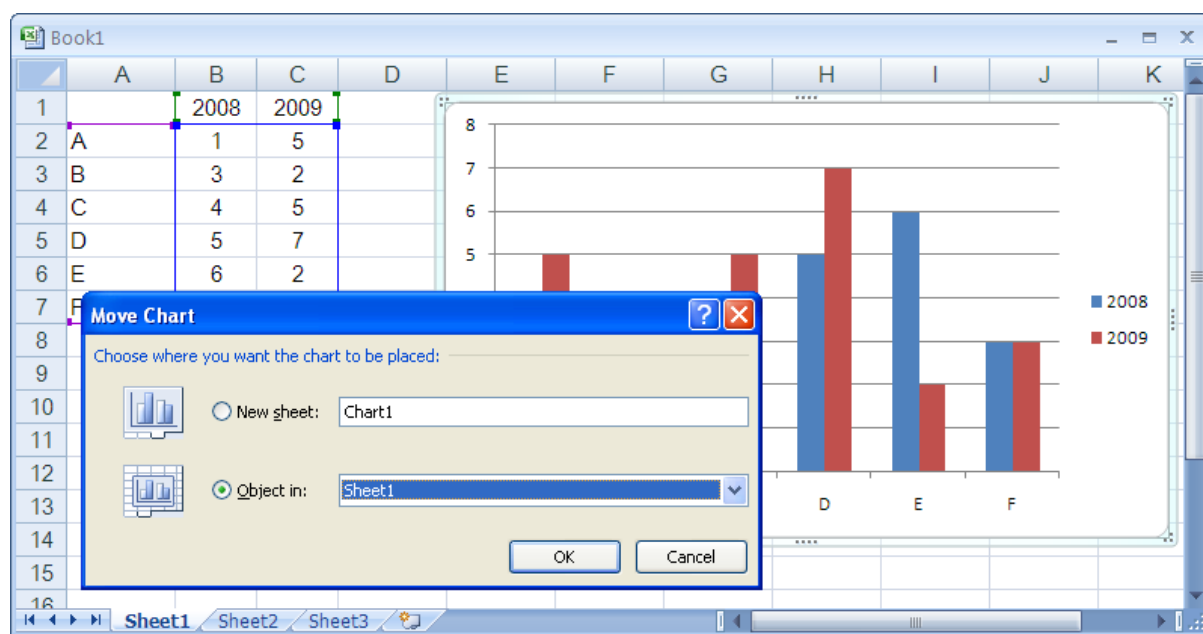 Book1
A B C D E F G H I J K
1 2008 2009
2 A 1 5
3 B 3 2
4 C 4 5
5 D 5 7
6 E 6 2
7
8
9
10
11
12
13
14
15
16
8
7
6
5
D E F
2008
2009
Move Chart
Choose where you want the chart to be placed:
New sheet: Chart1
Object in: Sheet1
OK Cancel
Sheet1 Sheet2 Sheet3